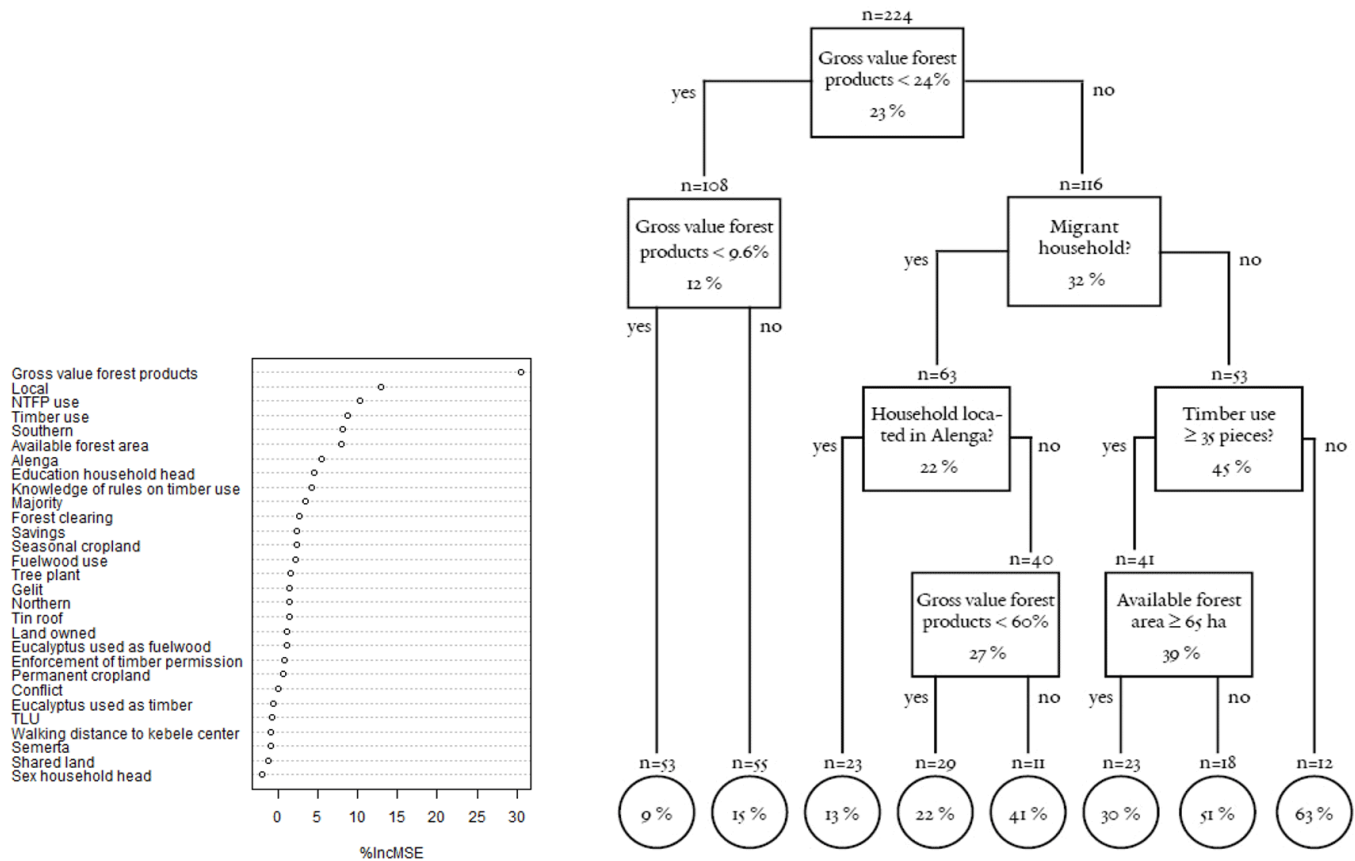 Gross value forest products
Local
NTFP use
Timber use
Southern
Available forest area
Alenga
Education household head
Knowledge of rules on timber use
Majority
Forest clearing
Savings
Seasonal cropland
Fuelwood use
Tree plant
Gelit
Northern
Tin roof
Land owned
Eucalyptus used as fuelwood
Enforcement of timber permission
Permanent cropland
Conflict
Eucalyptus used as timber
TLU
Walking distance to kebele center
Semerta
Shared land
Sex household head
0 5 10 15 20 25 30
%IncMSE
n=224
Gross value forest
products < 24%
23 %
yes
no
n=108
Gross value forest
products < 9.6%
12 %
yes
no
n=116
Migrant
household?
32 %
yes
no
n=63
Household loca-
ted in Alenga?
22 %
yes
no
n=53
Timber use
≥ 35 pieces?
45 %
yes
no
n=40
Gross value forest
products < 60%
27 %
yes
no
n=41
Available forest
area ≥ 65 ha
39 %
yes
no
n=53
9 %
n=55
15 %
n=23
13 %
n=29
22 %
n=11
41 %
n=23
30 %
n=18
51 %
n=12
63 %